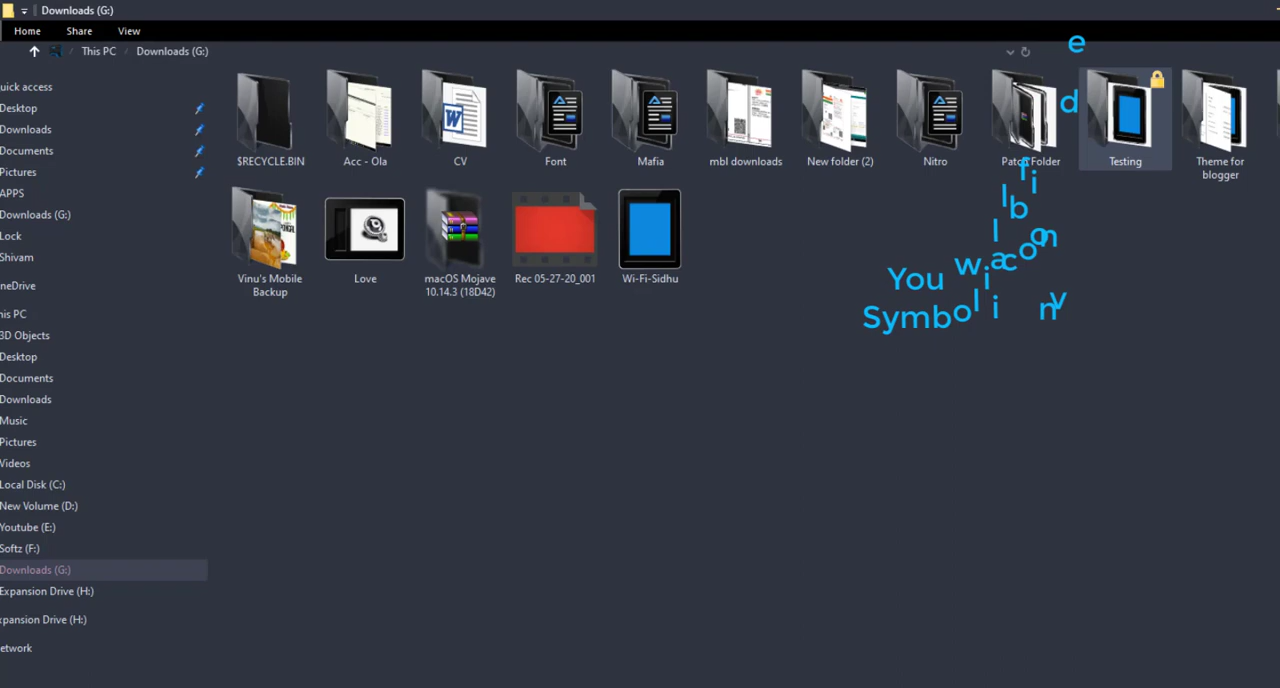 Downloads (G:)
Home Share View
This PC Downloads (G:)
uick access
Desktop
Downloads
Documents
Pictures
APPS
Downloads (G:)
Lock
Shivam
neDrive
his PC
3D Objects
Desktop
Documents
Downloads
Music
Pictures
Videos
Local Disk (C:)
New Volume (D:)
Youtube (E:)
Softz (F:)
Downloads (G:)
Expansion Drive (H:)
xpansion Drive (H:)
etwork
$RECYCLE.BIN Acc - Ola CV Font Mafia mbl downloads New folder (2) Nitro Patch Folder Testing Theme for
blogger
Vinu's Mobile
Backup
Love
macOS Mojave
10.14.3 (18D42)
Rec 05-27-20_001
Wi-Fi-Sidhu
You